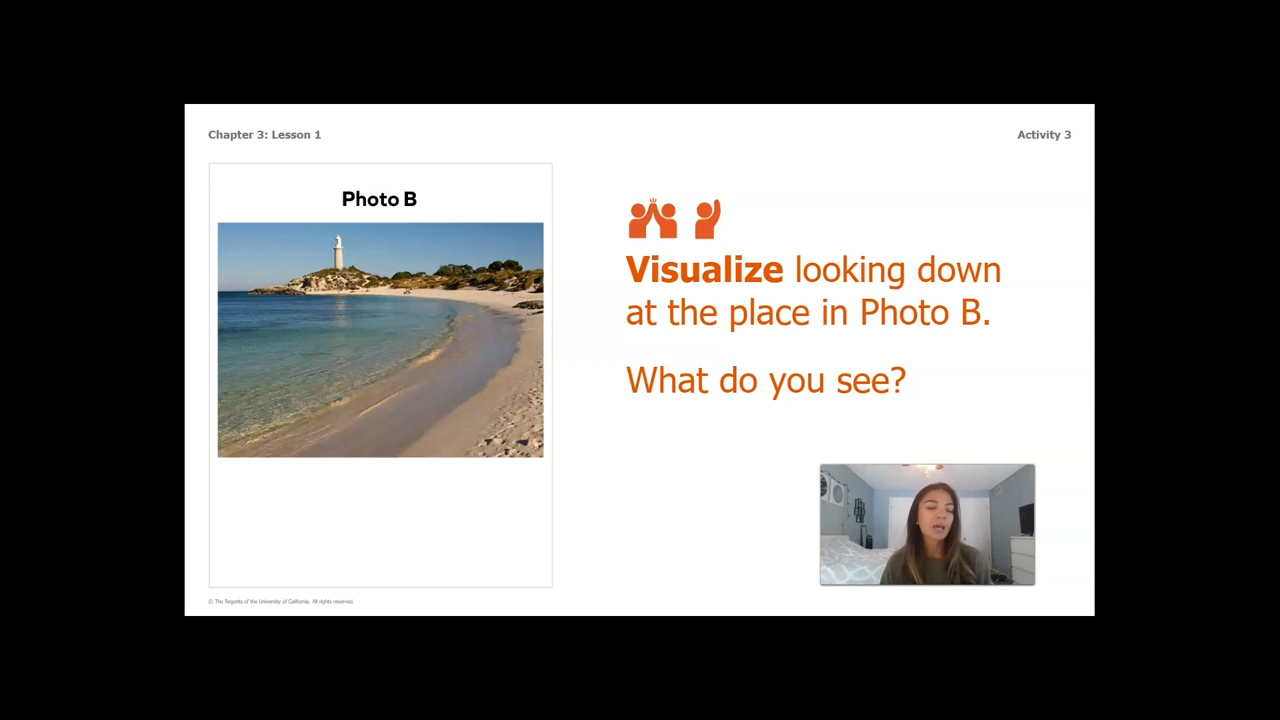 Chapter 3: Lesson 1
Activity 3
Photo B
Visualize looking down
at the place in Photo B.
What do you see?
© The Regents of the University of California. All rights reserved.